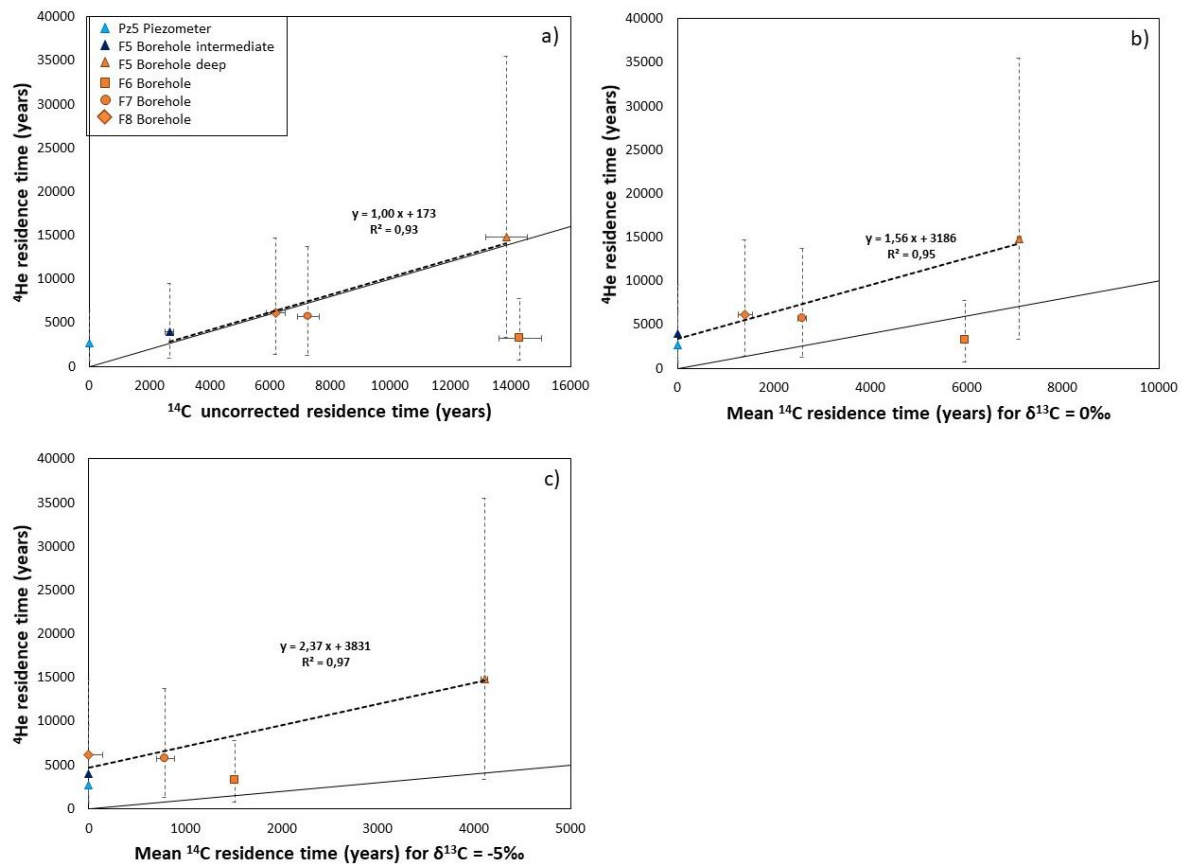 a)
Pz5 Piezometer
F5 Borehole intermediate
F5 Borehole deep
F6 Borehole
F7 Borehole
F8 Borehole
40000
35000
30000
25000
20000
15000
10000
5000
0
⁴He residence time (years)
y = 1,00 x + 173
R² = 0,93
0 2000 4000 6000 8000 10000 12000 14000 16000
¹⁴C uncorrected residence time (years)
b)
40000
35000
30000
25000
20000
15000
10000
5000
0
⁴He residence time (years)
y = 1,56 x + 3186
R² = 0,95
0 2000 4000 6000 8000 10000
Mean ¹⁴C residence time (years) for δ¹³C = 0‰
c)
40000
35000
30000
25000
20000
15000
10000
5000
0
⁴He residence time (years)
y = 2,37 x + 3831
R² = 0,97
0 1000 2000 3000 4000 5000
Mean ¹⁴C residence time (years) for δ¹³C = -5‰